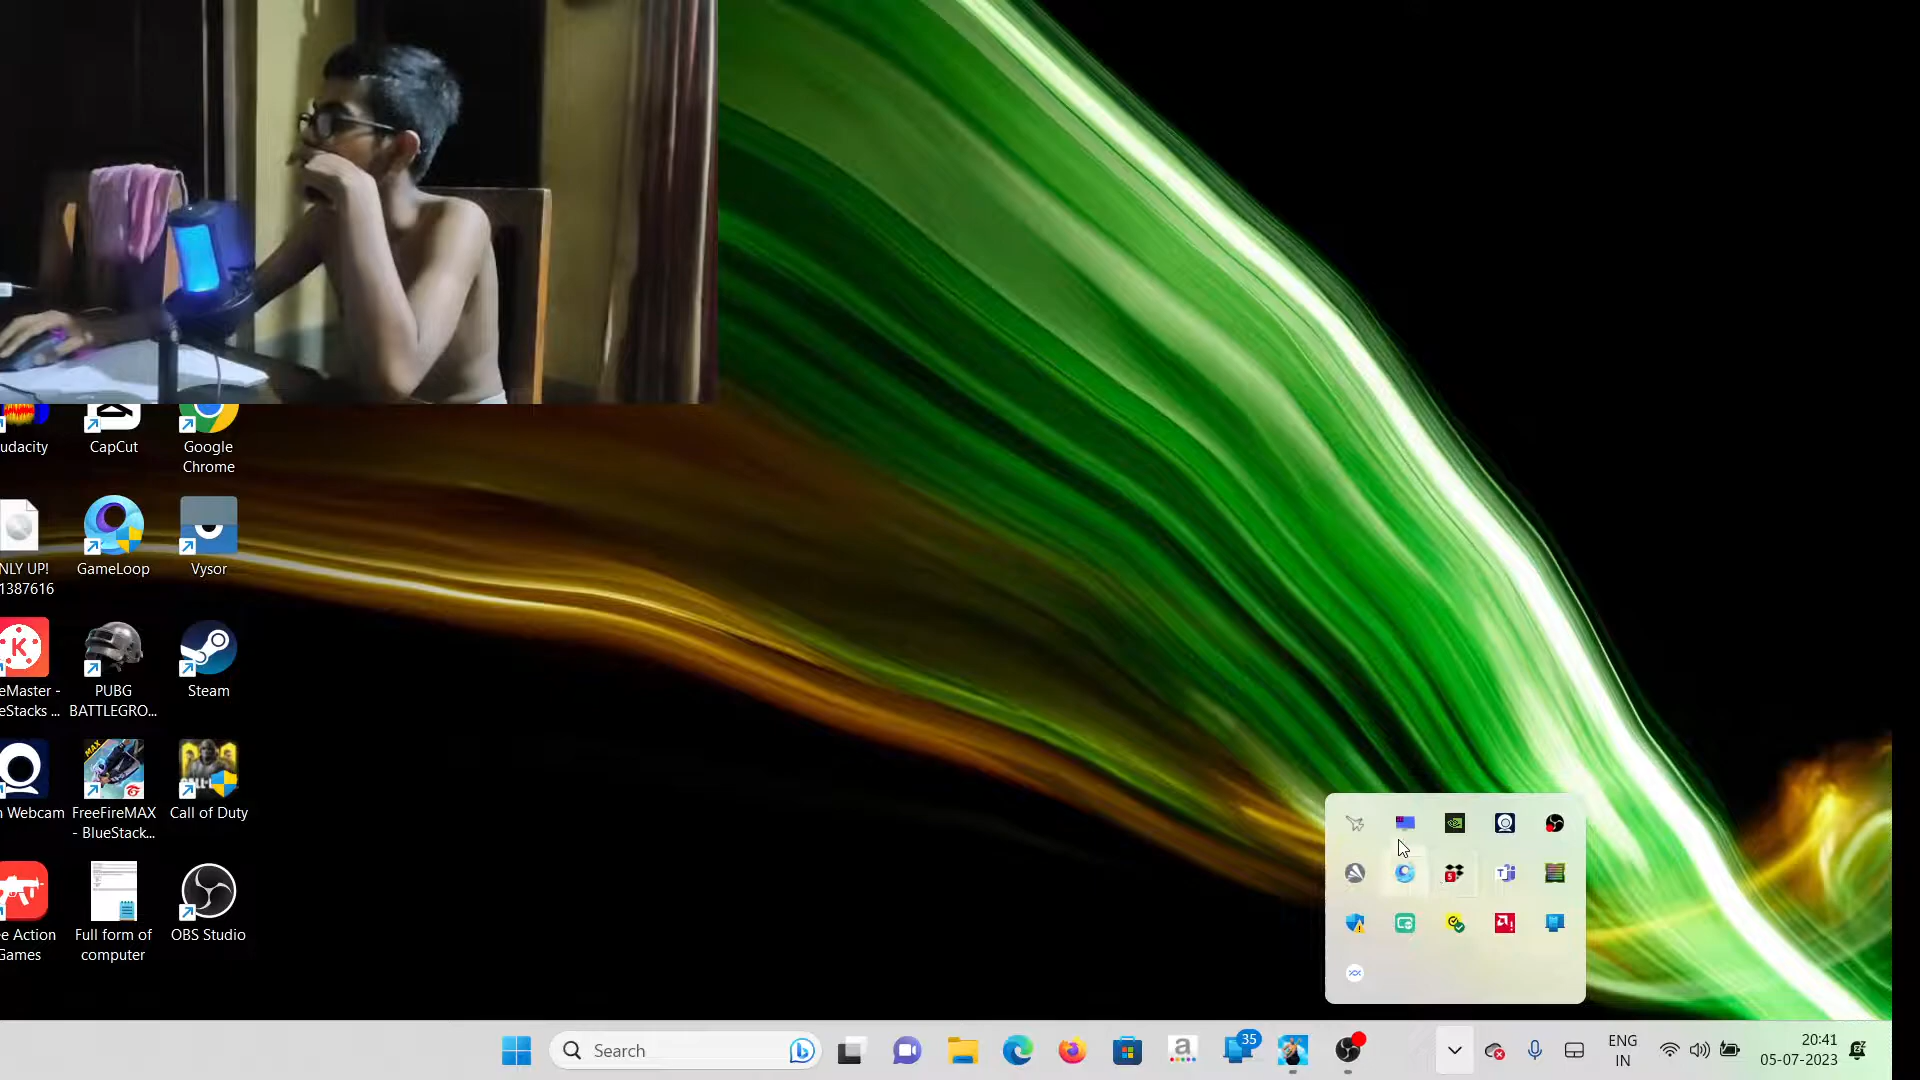 udacity
CapCut
Google
Chrome
NLY UP!
1387616
GameLoop
Vysor
eMaster -
eStacks ...
PUBG
BATTLEGRO...
Steam
n Webcam
FreeFireMAX
- BlueStack...
Call of Duty
e Action
Games
Full form of
computer
OBS Studio
Search
35
ENG
IN
20:41
05-07-2023